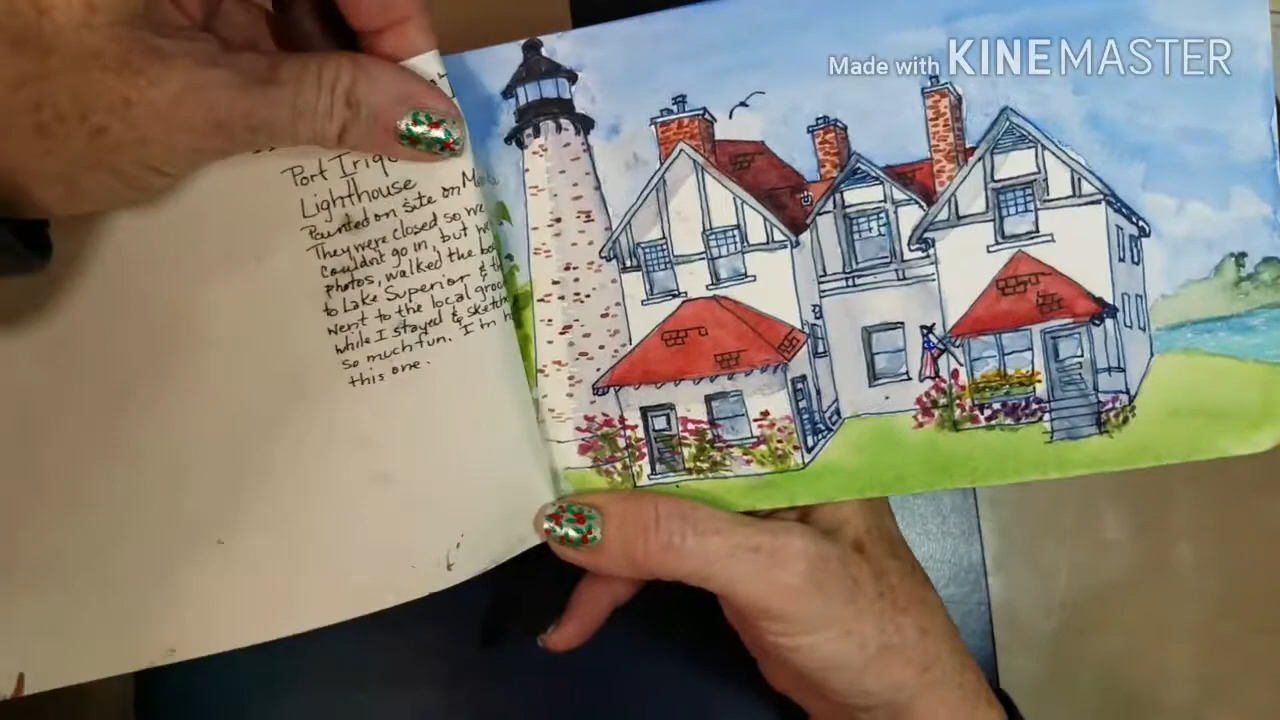 Made with KINEMASTER
Port Iriqu
Lighthouse
Painted on site on
They were closed so we
couldn't go in, but we
photos, walked the
to Lake Superior & 
went to the local
while I stayed & sketch
so much fun. I'm
this one.